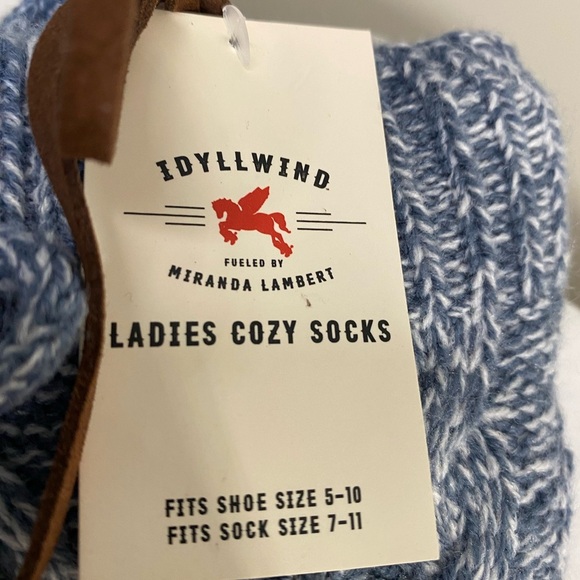 IDYLLWIND
FUELED BY
MIRANDA LAMBERT
LADIES COZY SOCKS
FITS SHOE SIZE 5-10
FITS SOCK SIZE 7-11